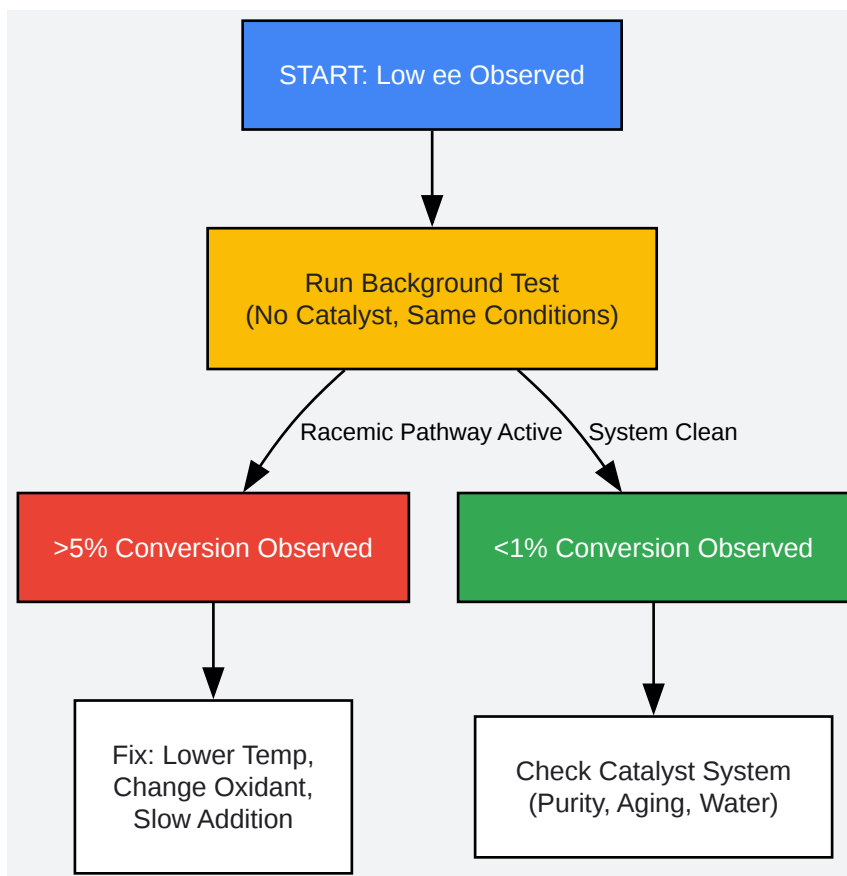 START: Low ee Observed
Run Background Test
(No Catalyst, Same Conditions)
Racemic Pathway Active
System Clean
>5% Conversion Observed
<1% Conversion Observed
Fix: Lower Temp,
Change Oxidant,
Slow Addition
Check Catalyst System
(Purity, Aging, Water)